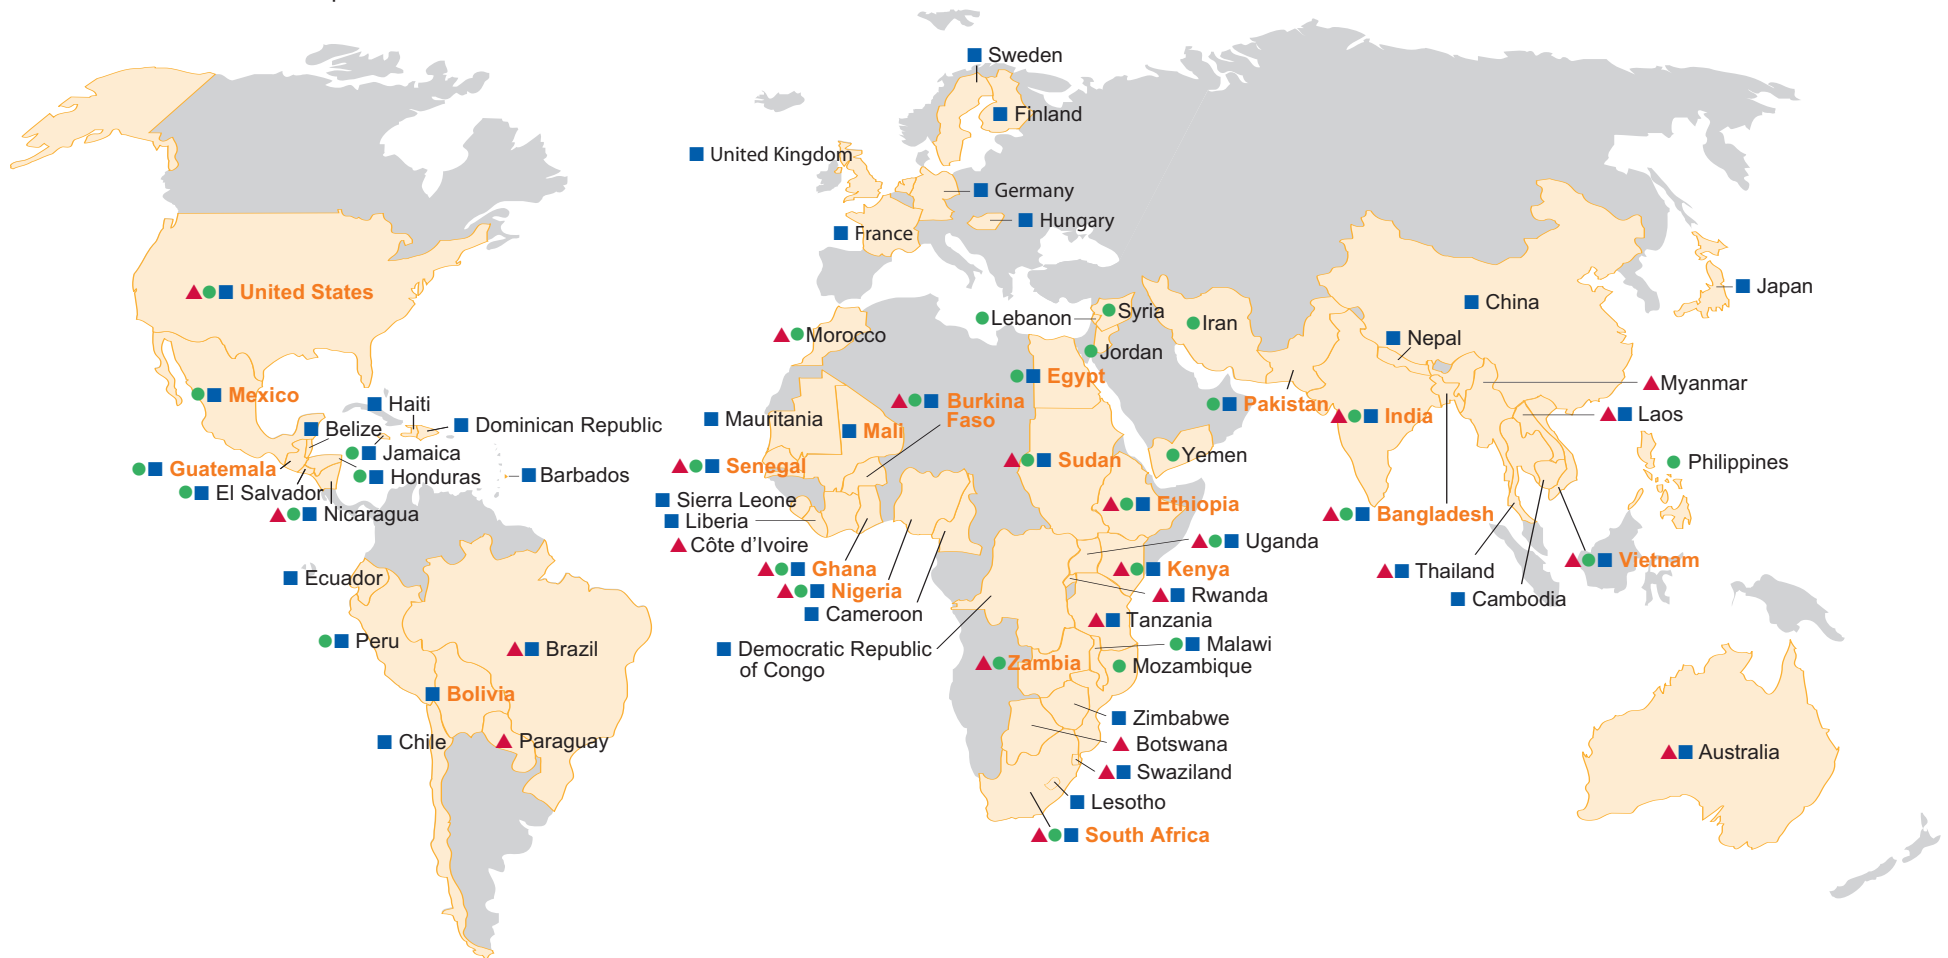 Sweden
Finland
United Kingdom
Germany
Hungary
France
United States
Japan
China
Lebanon
Syria
Iran
Morocco
Nepal
Jordan
Egypt
Myanmar
Mexico
Haiti
Burkina
Faso
Pakistan
India
Laos
Dominican Republic
Mauritania
Mali
Belize
Jamaica
Yemen
Philippines
Guatemala
Honduras
Barbados
Senegal
Sudan
El Salvador
Sierra Leone
Ethiopia
Nicaragua
Liberia
Bangladesh
Côte d’Ivoire
Uganda
Ghana
Kenya
Vietnam
Thailand
Ecuador
Nigeria
Rwanda
Cambodia
Cameroon
Tanzania
Peru
Brazil
Democratic Republic
of Congo
Malawi
Zambia
Mozambique
Bolivia
Zimbabwe
Chile
Paraguay
Botswana
Australia
Swaziland
Lesotho
South Africa